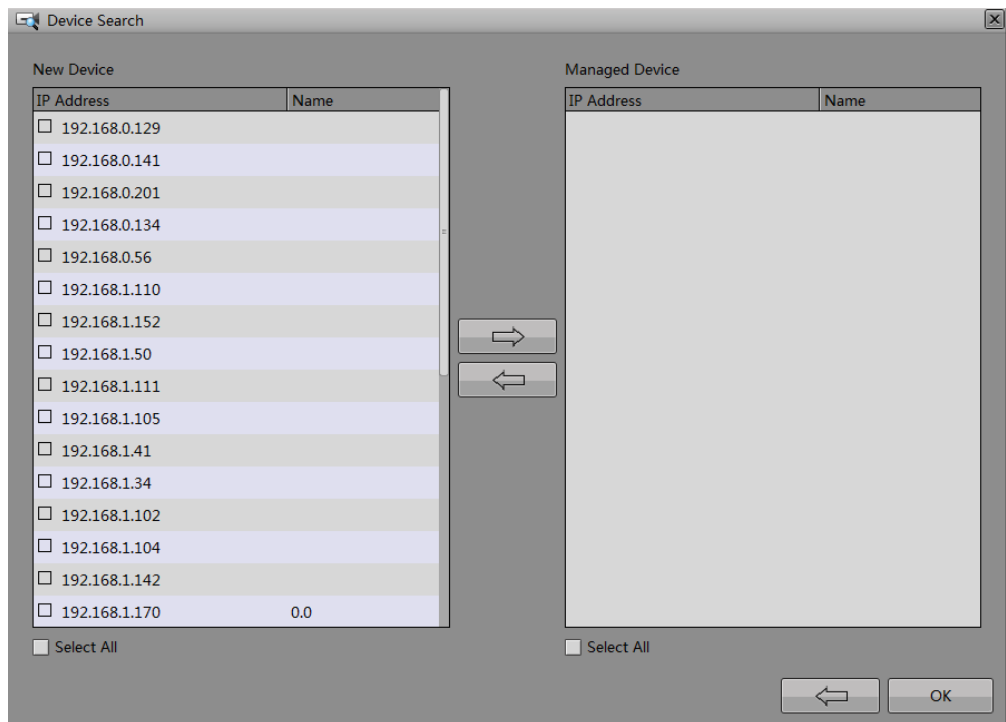 Device Search
New Device
IP Address Name
192.168.0.129
192.168.0.141
192.168.0.201
192.168.0.134
192.168.0.56
192.168.1.110
192.168.1.152
192.168.1.50
192.168.1.111
192.168.1.105
192.168.1.41
192.168.1.34
192.168.1.102
192.168.1.104
192.168.1.142
192.168.1.170 0.0
Select All
Managed Device
IP Address Name
Select All
OK